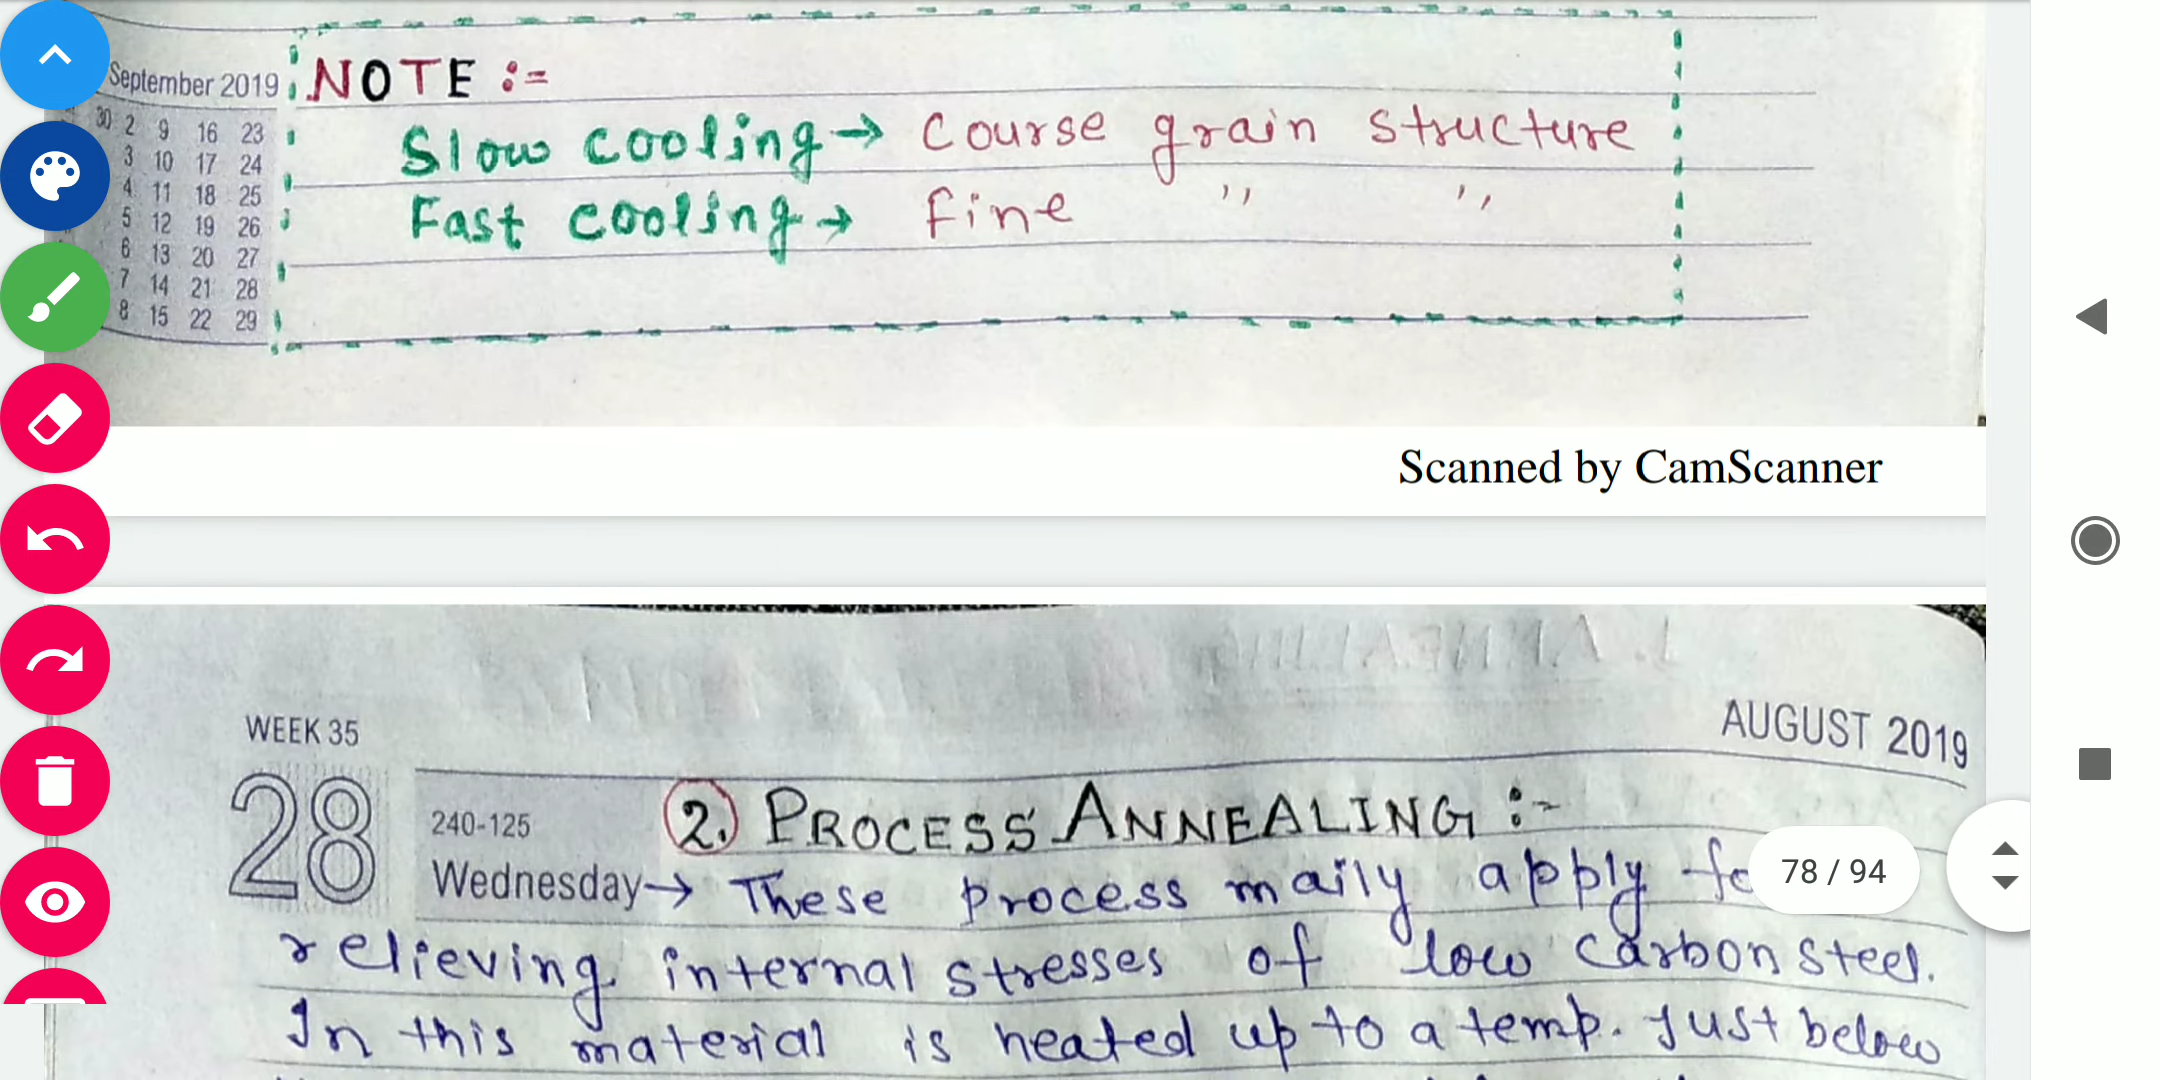 September 2019
NOTE :=
30 2 9 16 23
3 10 17 24
4 11 18 25
5 12 19 26
6 13 20 27
7 14 21 28
8 15 22 29
Slow cooling → Course grain structure
Fast cooling → fine " "
Scanned by CamScanner
WEEK 35
AUGUST 2019
28
240-125
Wednesday
2. PROCESS ANNEALING :-
→ These process maily apply fo
relieving internal stresses of low carbon steel.
In this material is heated up to a temp. Just below
78 / 94